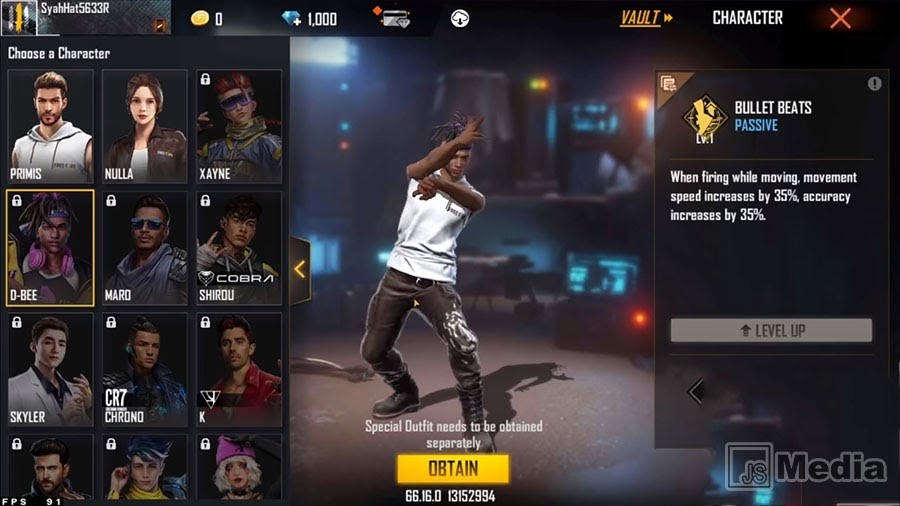 SyahHat5633R
0
1,000
VAULT
CHARACTER
Choose a Character
PRIMIS
NULLA
XAYNE
D-BEE
MARO
COBRA
SHIROU
SKYLER
CR7
CHRONO
K
BULLET BEATS
PASSIVE
Lv.1
When firing while moving, movement
speed increases by 35%, accuracy
increases by 35%.
LEVEL UP
Special Outfit needs to be obtained
separately
OBTAIN
66.16.0 13152994
FPS 91
JS Media